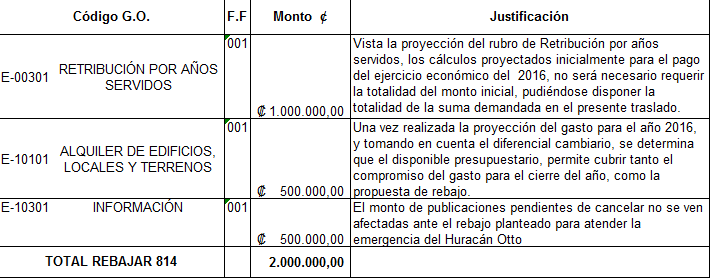 Código G.O.
F.F
Monto ₡
Justificación
E-00301
RETRIBUCIÓN POR AÑOS
SERVIDOS
001
₡ 1.000.000,00
Vista la proyección del rubro de Retribución por años
servidos, los cálculos proyectados inicialmente para el pago
del ejercicio económico del 2016, no será necesario requerir
la totalidad del monto inicial, pudiéndose disponer la
totalidad de la suma demandada en el presente traslado.
E-10101
ALQUILER DE EDIFICIOS,
LOCALES Y TERRENOS
001
₡ 500.000,00
Una vez realizada la proyección del gasto para el año 2016,
y tomando en cuenta el diferencial cambiario, se determina
que el disponible presupuestario, permite cubrir tanto el
compromiso del gasto para el cierre del año, como la
propuesta de rebajo.
E-10301
INFORMACIÓN
001
₡ 500.000,00
El monto de publicaciones pendientes de cancelar no se ven
afectadas ante el rebajo planteado para atender la
emergencia del Huracán Otto
TOTAL REBAJAR 814
2.000.000,00